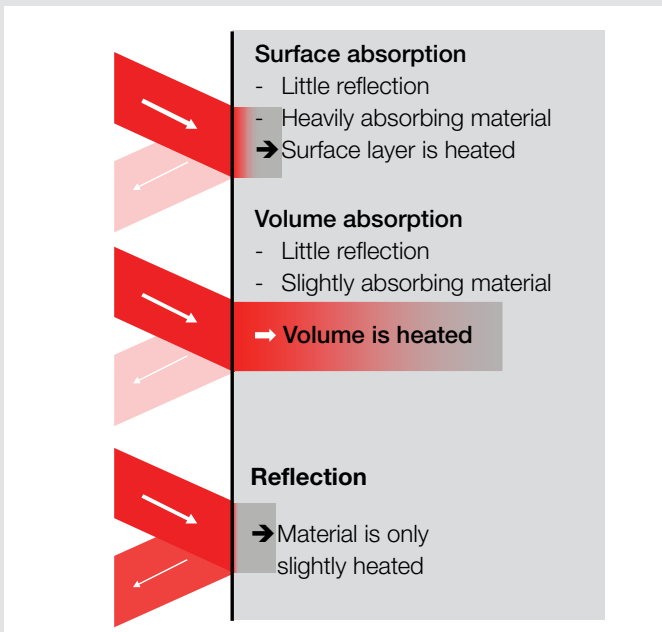 Surface absorption
- Little reflection
- Heavily absorbing material
➔ Surface layer is heated
Volume absorption
- Little reflection
- Slightly absorbing material
➞ Volume is heated
Reflection
➔ Material is only
slightly heated